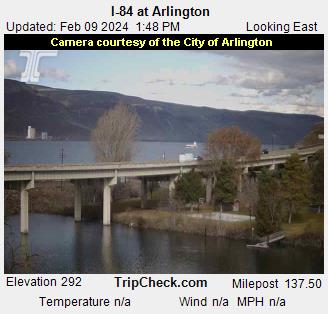 I-84 at Arlington
Updated: Feb 09 2024 1:48 PM Looking East
Camera courtesy of the City of Arlington
Elevation 292 TripCheck.com Milepost 137.50
Temperature n/a Wind n/a MPH n/a